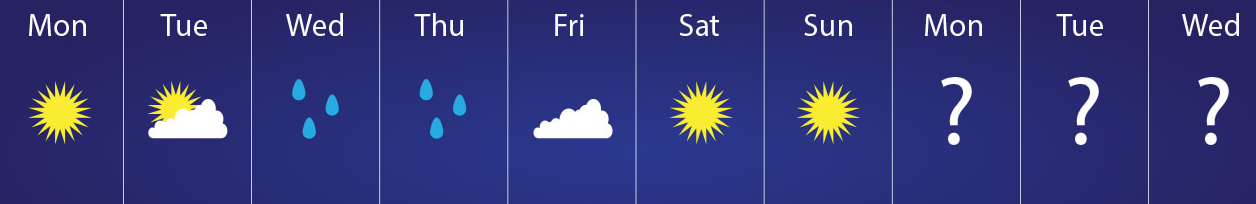 Mon Tue Wed Thu Fri Sat Sun Mon Tue Wed
? ? ?